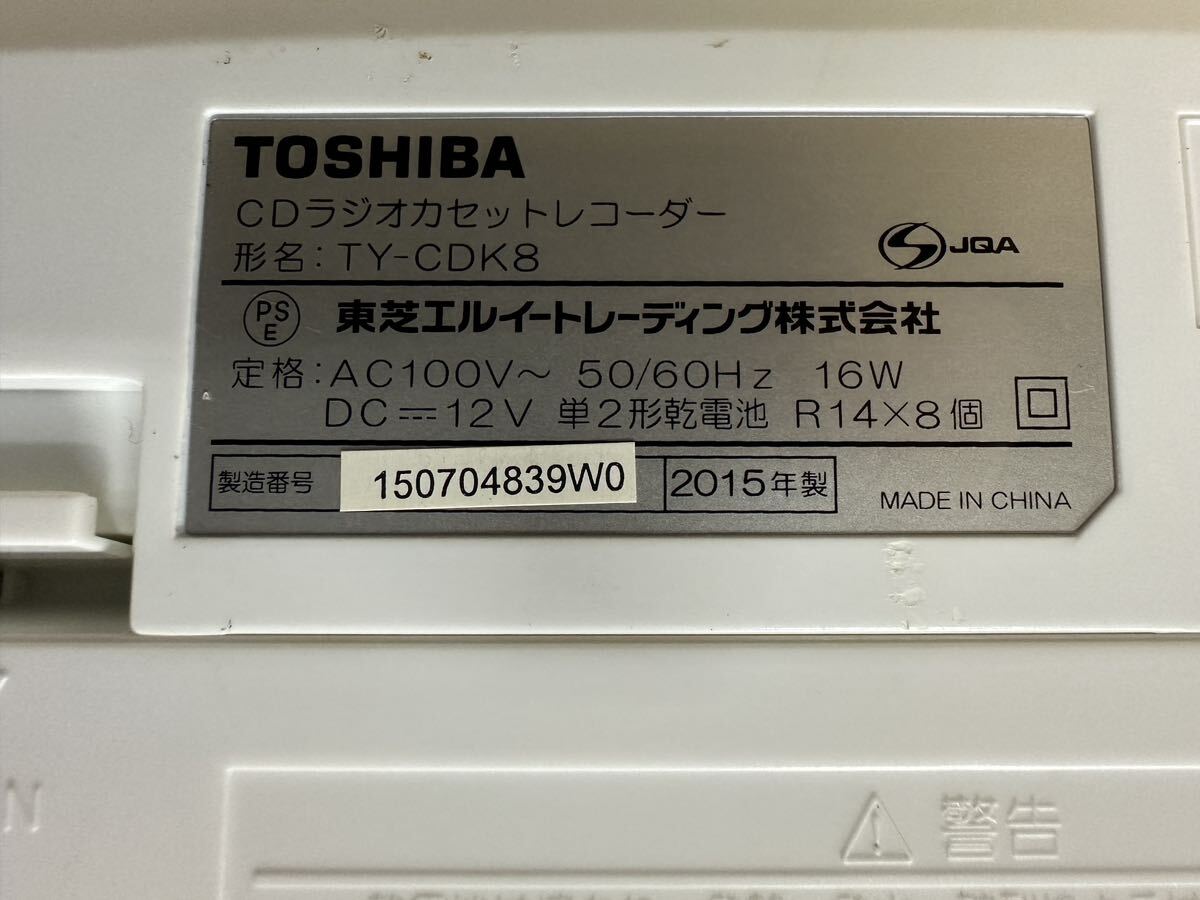 TOSHIBA
CDラジオカセットレコーダー
形名：TY-CDK8
JQA
PS
E
東芝エルイートレーディング株式会社
定格：AC100V～ 50/60Hz 16W
DC⎓12V 単2形乾電池 R14×8個
製造番号 150704839W0 2015年製
MADE IN CHINA
N
警告